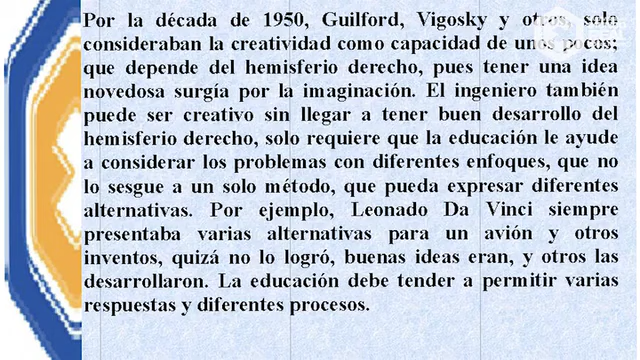 Por la década de 1950, Guilford, Vigosky y otros, solo
consideraban la creatividad como capacidad de unos pocos;
que depende del hemisferio derecho, pues tener una idea
novedosa surgía por la imaginación. El ingeniero también
puede ser creativo sin llegar a tener buen desarrollo del
hemisferio derecho, solo requiere que la educación le ayude
a considerar los problemas con diferentes enfoques, que no
lo sesgue a un solo método, que pueda expresar diferentes
alternativas. Por ejemplo, Leonado Da Vinci siempre
presentaba varias alternativas para un avión y otros
inventos, quizá no lo logró, buenas ideas eran, y otros las
desarrollaron. La educación debe tender a permitir varias
respuestas y diferentes procesos.